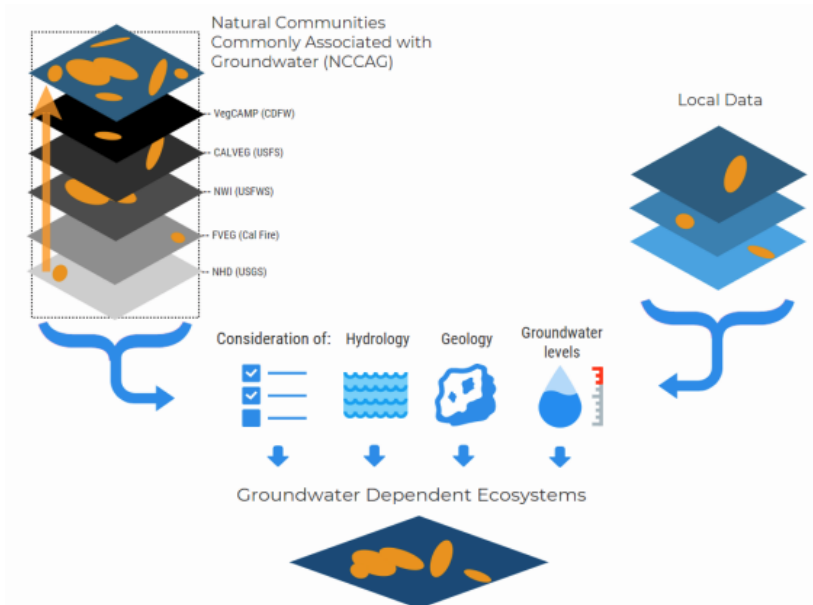 Natural Communities
Commonly Associated with
Groundwater (NCCAG)
VegCAMP (CDFW)
CALVEG (USFS)
NWI (USFWS)
FVEG (Cal Fire)
NHD (USGS)
Local Data
Consideration of:
Hydrology
Geology
Groundwater
levels
Groundwater Dependent Ecosystems